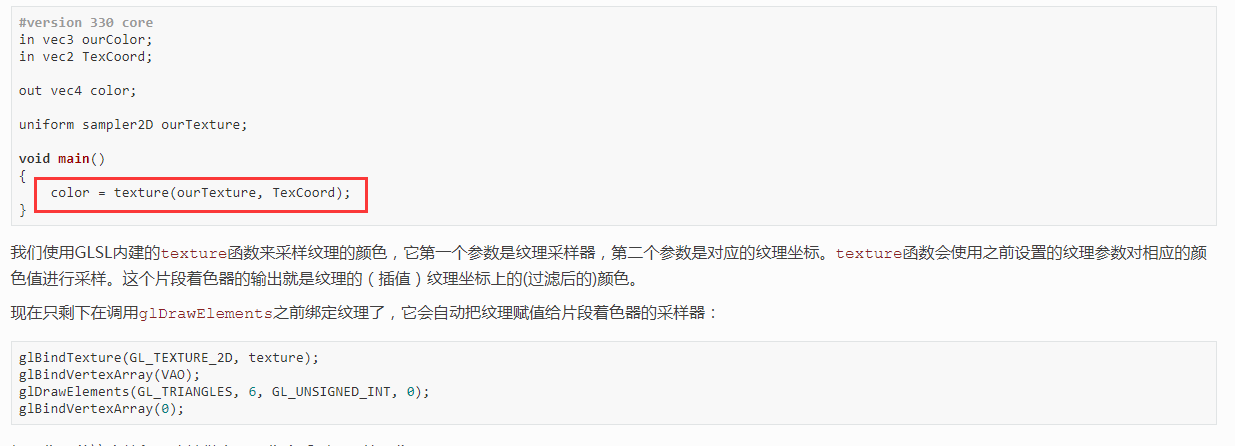 #version 330 core
in vec3 ourColor;
in vec2 TexCoord;
out vec4 color;
uniform sampler2D ourTexture;
void main()
{
color = texture(ourTexture, TexCoord);
}
我们使用GLSL内建的texture函数来采样纹理的颜色，它第一个参数是纹理采样器，第二个参数是对应的纹理坐标。texture函数会使用之前设置的纹理参数对相应的颜
色值进行采样。这个片段着色器的输出就是纹理的（插值）纹理坐标上的(过滤后的)颜色。
现在只剩下在调用glDrawElements之前绑定纹理了，它会自动把纹理赋值给片段着色器的采样器：
glBindTexture(GL_TEXTURE_2D, texture);
glBindVertexArray(VAO);
glDrawElements(GL_TRIANGLES, 6, GL_UNSIGNED_INT, 0);
glBindVertexArray(0);